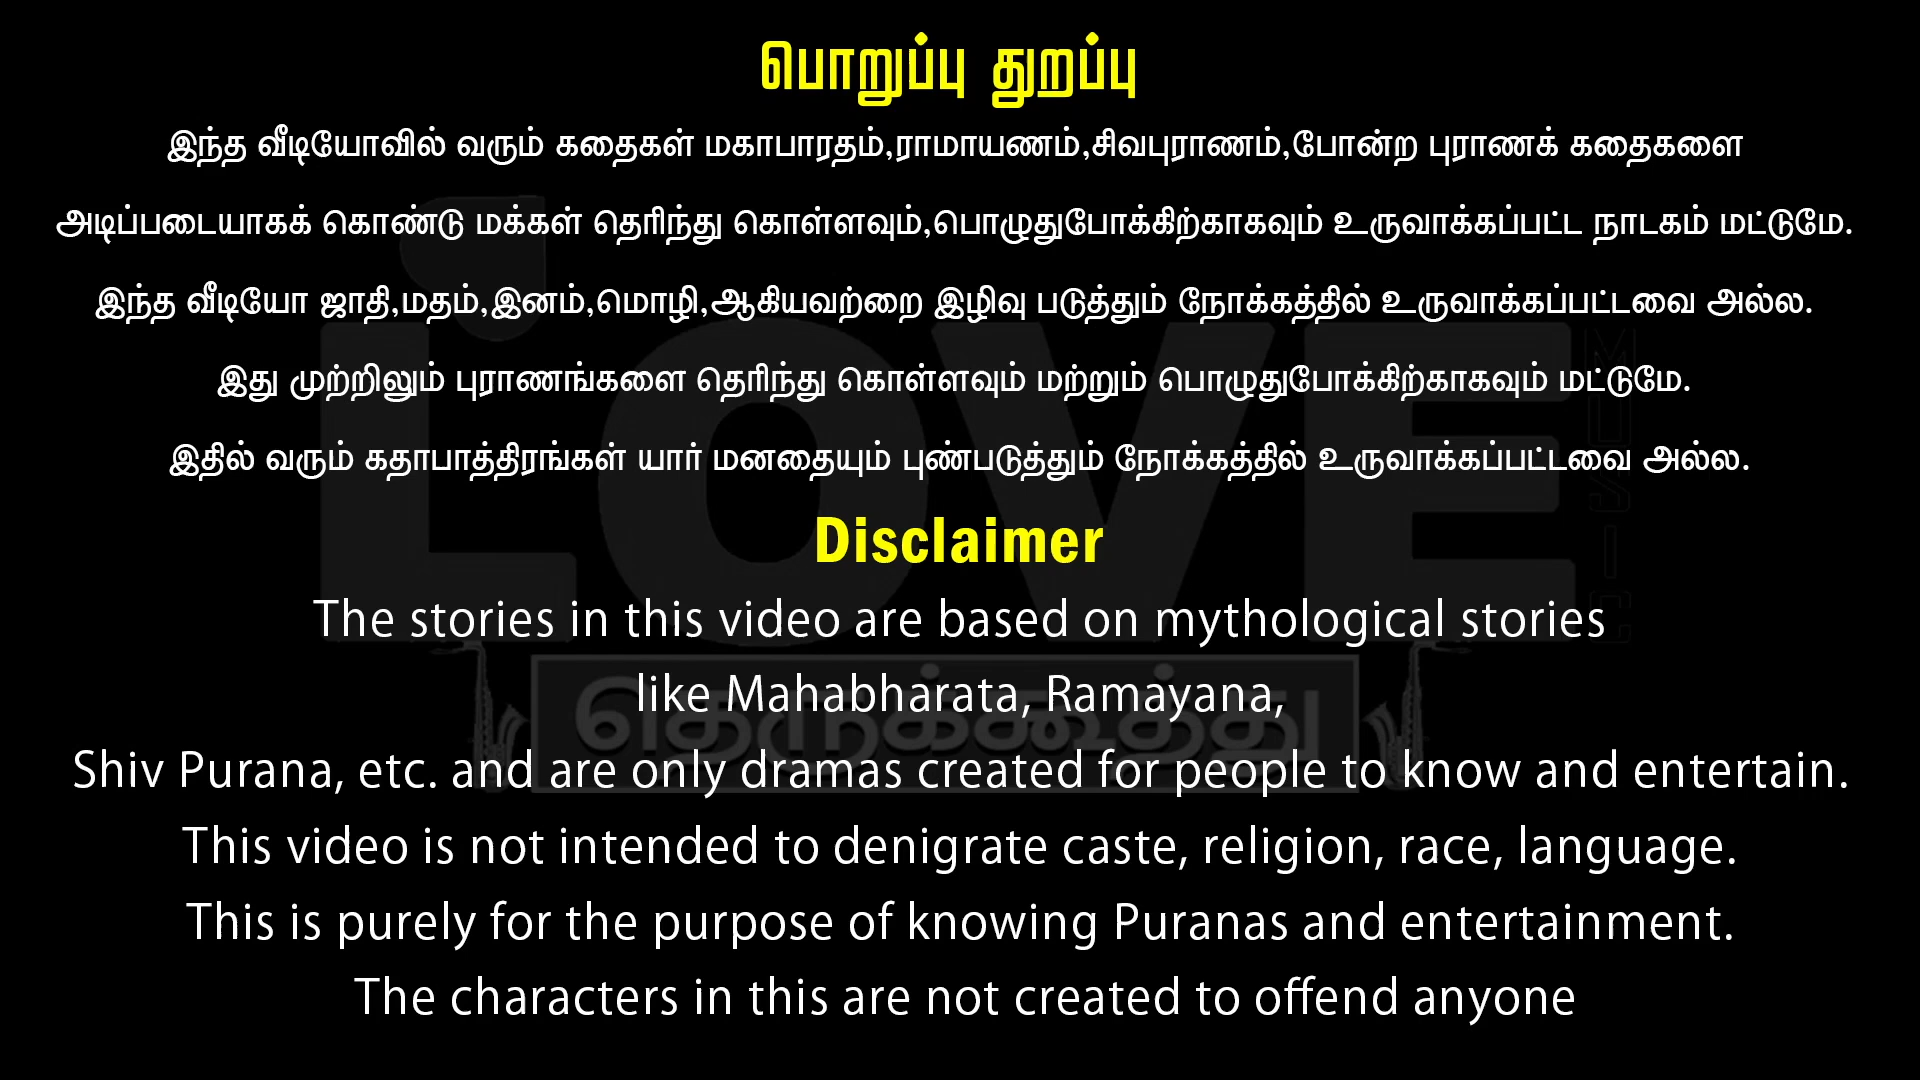 பொறுப்பு துறப்பு
இந்த வீடியோவில் வரும் கதைகள் மகாபாரதம்,ராமாயணம்,சிவபுராணம்,போன்ற புராணக் கதைகளை
அடிப்படையாகக் கொண்டு மக்கள் தெரிந்து கொள்ளவும்,பொழுதுபோக்கிற்காகவும் உருவாக்கப்பட்ட நாடகம் மட்டுமே.
இந்த வீடியோ ஜாதி,மதம்,இனம்,மொழி,ஆகியவற்றை இழிவு படுத்தும் நோக்கத்தில் உருவாக்கப்பட்டவை அல்ல.
இது முற்றிலும் புராணங்களை தெரிந்து கொள்ளவும் மற்றும் பொழுதுபோக்கிற்காகவும் மட்டுமே.
இதில் வரும் கதாபாத்திரங்கள் யார் மனதையும் புண்படுத்தும் நோக்கத்தில் உருவாக்கப்பட்டவை அல்ல.
Disclaimer
The stories in this video are based on mythological stories
like Mahabharata, Ramayana,
Shiv Purana, etc. and are only dramas created for people to know and entertain.
This video is not intended to denigrate caste, religion, race, language.
This is purely for the purpose of knowing Puranas and entertainment.
The characters in this are not created to offend anyone
LOVE
தெருக்கூத்து